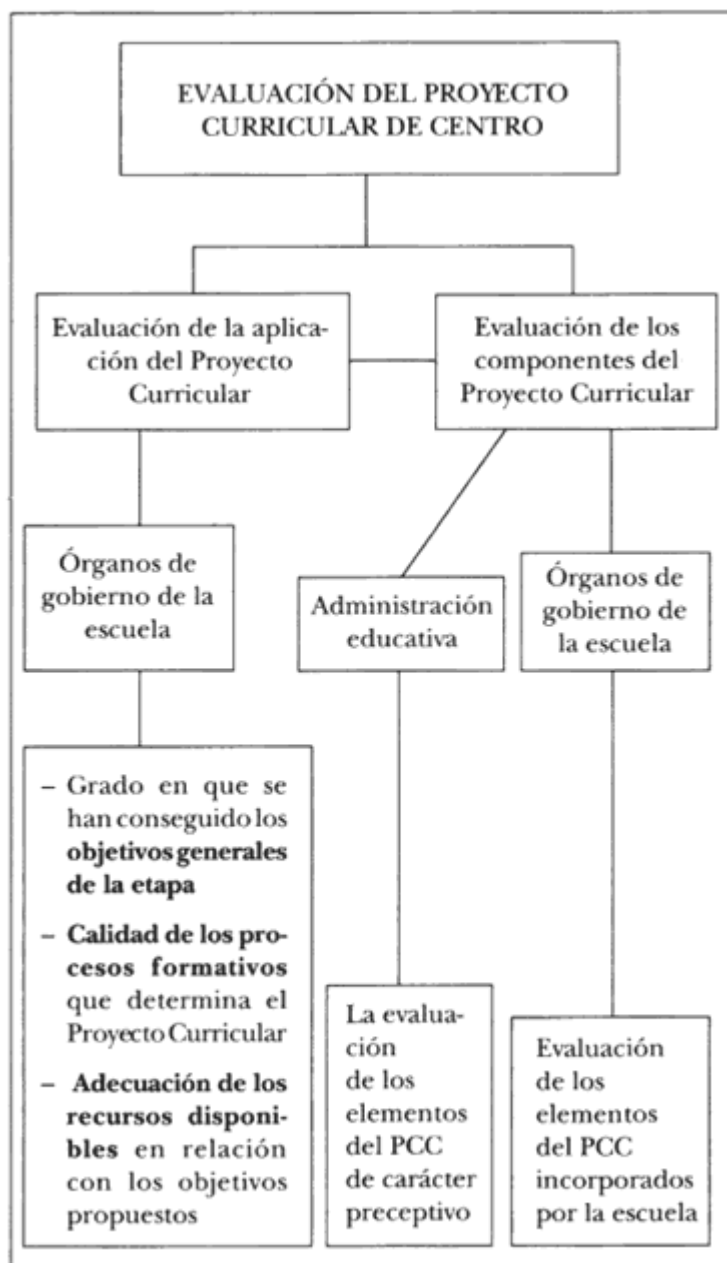 EVALUACIÓN DEL PROYECTO
CURRICULAR DE CENTRO
Evaluación de la aplica-
ción del Proyecto
Curricular
Evaluación de los
componentes del
Proyecto Curricular
Órganos de
gobierno de la
escuela
Administración
educativa
Órganos de
gobierno de
la escuela
– Grado en que se
han conseguido los
objetivos generales
de la etapa
– Calidad de los pro-
cesos formativos
que determina el
Proyecto Curricular
– Adecuación de los
recursos disponi-
bles en relación
con los objetivos
propuestos
La evalua-
ción
de los
elementos
del PCC
de carácter
preceptivo
Evaluación
de los
elementos
del PCC
incorporados
por la escuela